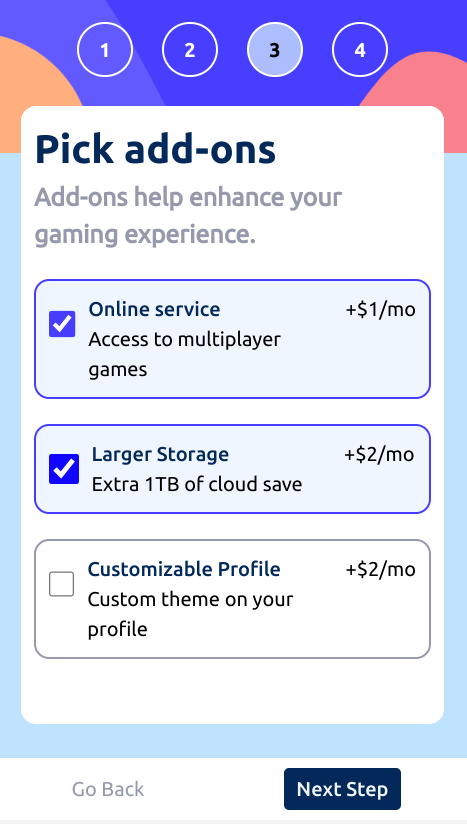 1 2 3 4
Pick add-ons
Add-ons help enhance your
gaming experience.
Online service +$1/mo
Access to multiplayer
games
Larger Storage +$2/mo
Extra 1TB of cloud save
Customizable Profile +$2/mo
Custom theme on your
profile
Go Back Next Step